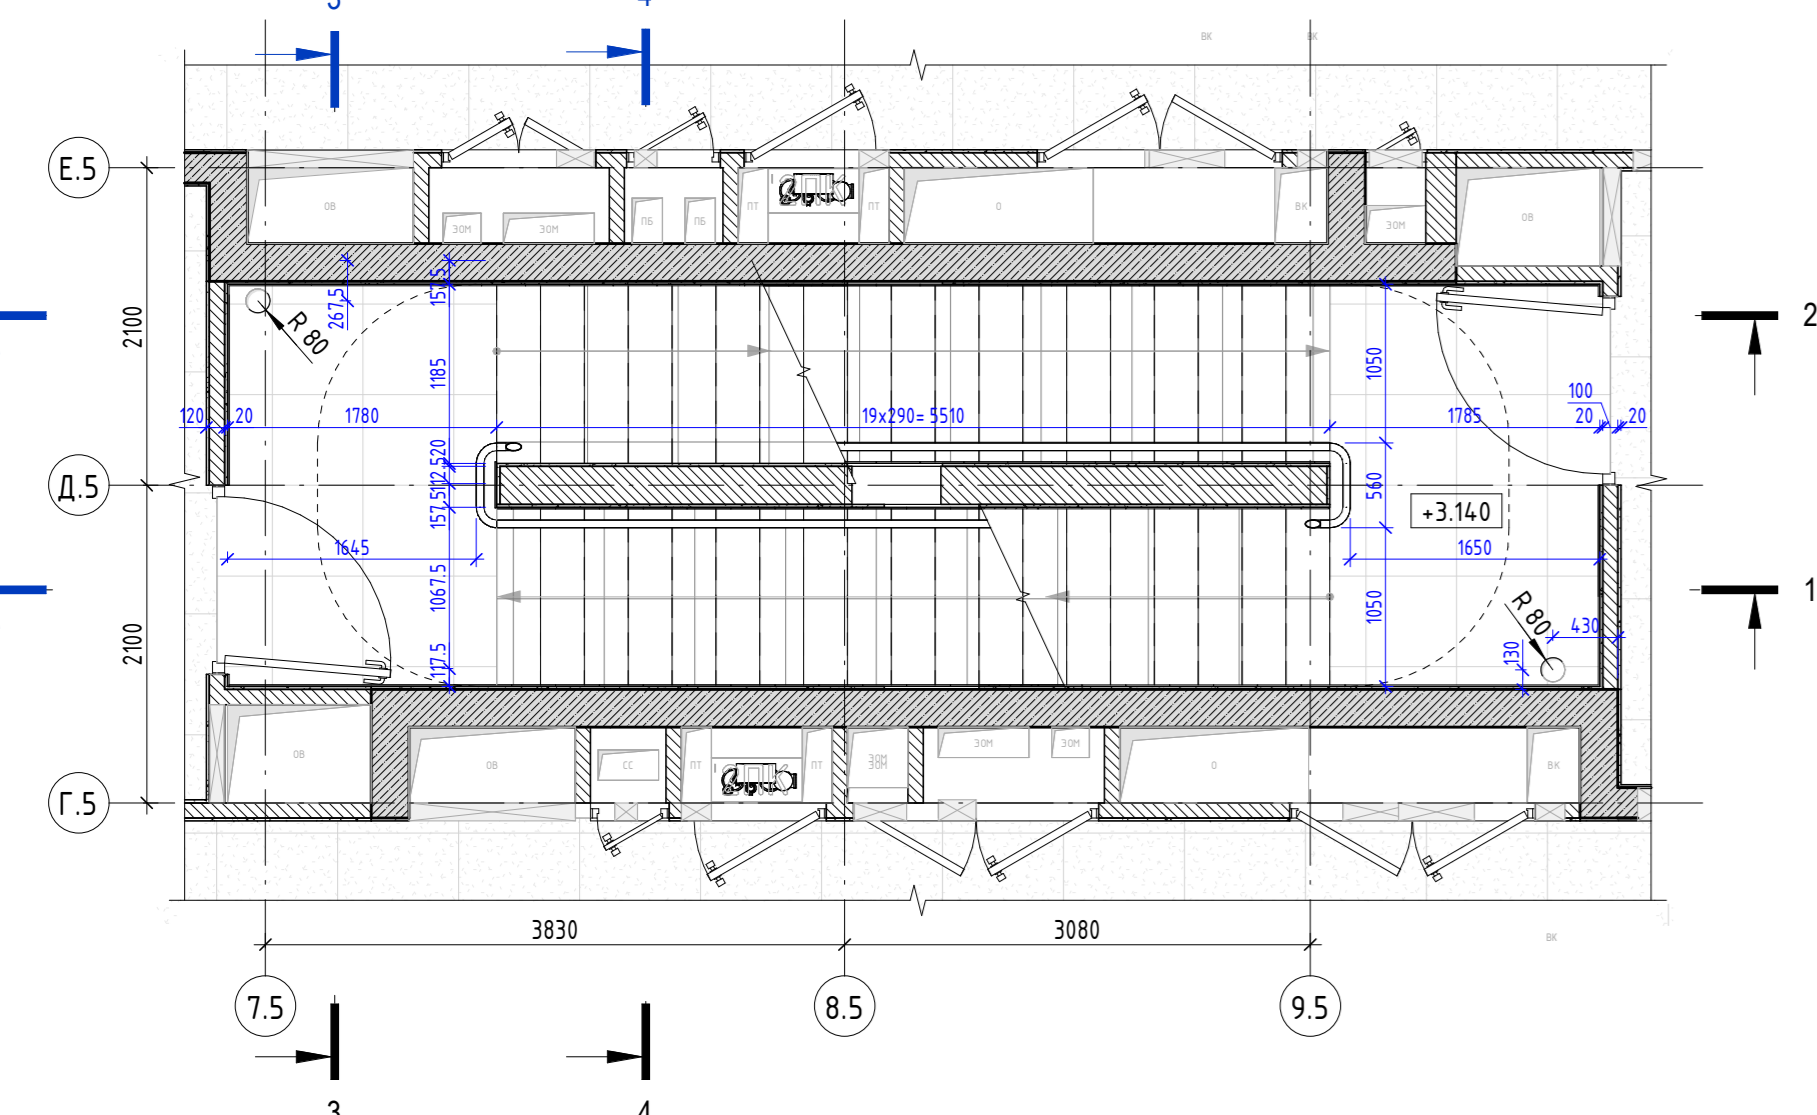 3
4
ВК
ВК
Е.5
ОВ
ЗОМ
ЗОМ
ПБ
ПБ
ПТ
ПТ
О
ВК
ЗОМ
ОВ
2100
267.5
157.5
R 80
1185
1050
2
120
20
1780
19x290=5510
1785
100
20
20
520
112.5
157.5
560
Д.5
+3.140
1645
1650
1067.5
1050
R 80
430
130
1
2100
117.5
Г.5
ОВ
ОВ
СС
ПТ
ПТ
ЗОМ
ЗОМ
ЗОМ
ЗОМ
О
ВК
3830
3080
ВК
7.5
8.5
9.5
3
4